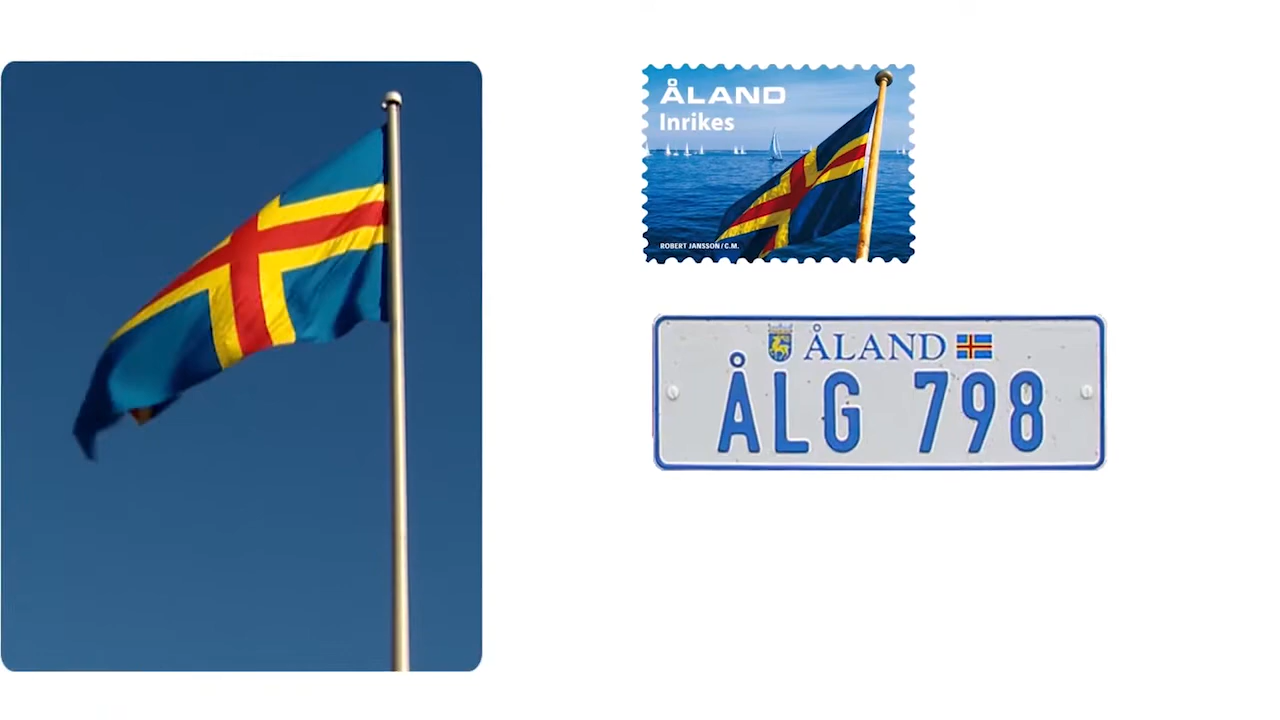 ÅLAND
Inrikes
ROBERT JANSSON/C.M.
ÅLAND
ÅLG 798